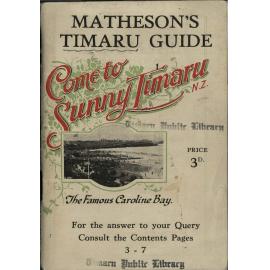 MATHESON'S
TIMARU GUIDE
Come to
Sunny Timaru
N.Z.
Timaru Public Library
PRICE
3D.
The Famous Caroline Bay.
For the answer to your Query
Consult the Contents Pages
3 - 7
Timaru Public Library